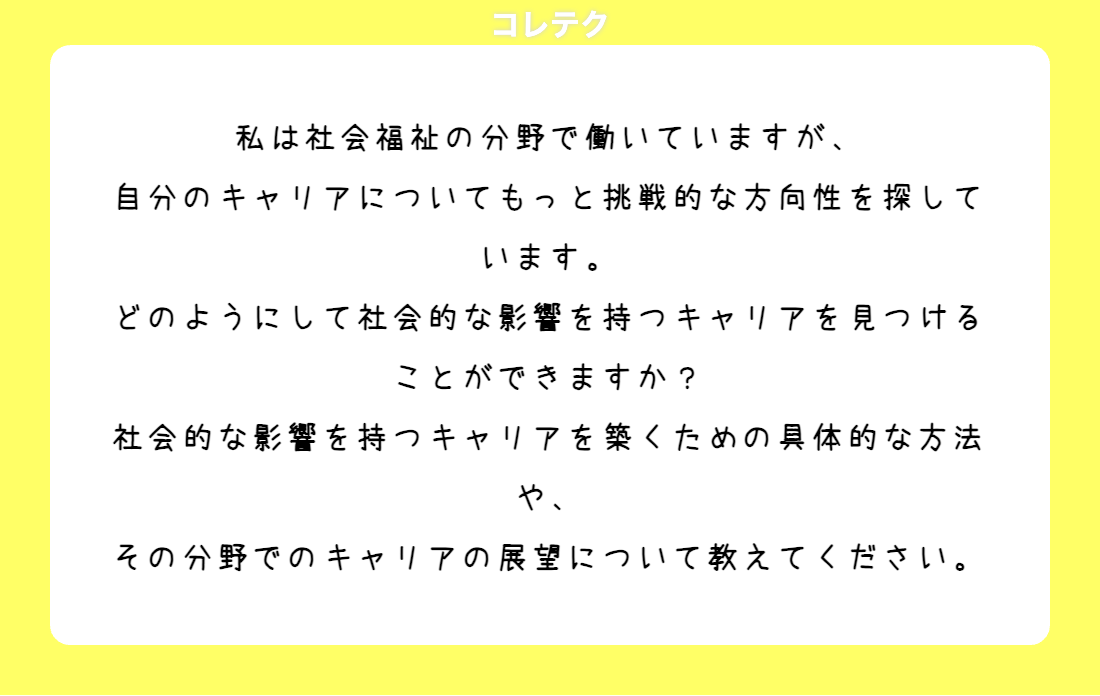 コレテク
私は社会福祉の分野で働いていますが、
自分のキャリアについてもっと挑戦的な方向性を探して
います。
どのようにして社会的な影響を持つキャリアを見つける
ことができますか？
社会的な影響を持つキャリアを築くための具体的な方法
や、
その分野でのキャリアの展望について教えてください。